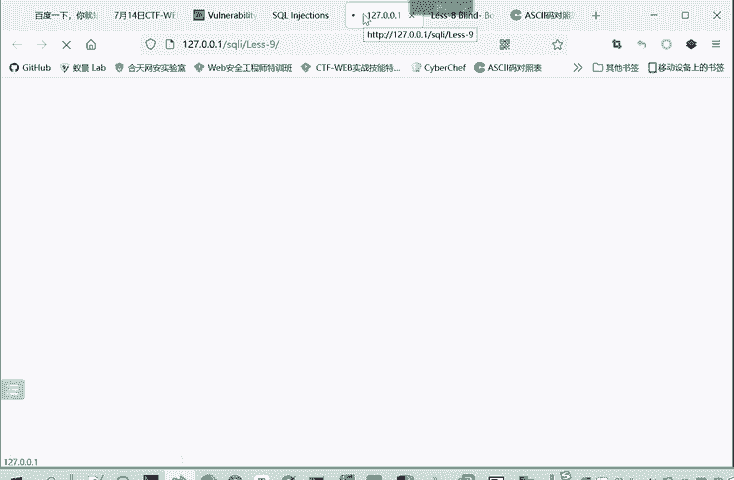 百度一下，你就 7月14日CTF-WE Vulnerability SQL Injections 127.0.0.1 Less-8 Blind- Bo ASCII码对照
http://127.0.0.1/sqli/Less-9
127.0.0.1/sqli/Less-9/
GitHub 蚁景 Lab 合天网安实验室 Web安全工程师特训班 CTF-WEB实战技能特... CyberChef ASCII码对照表 其他书签 移动设备上的书签
127.0.0.1